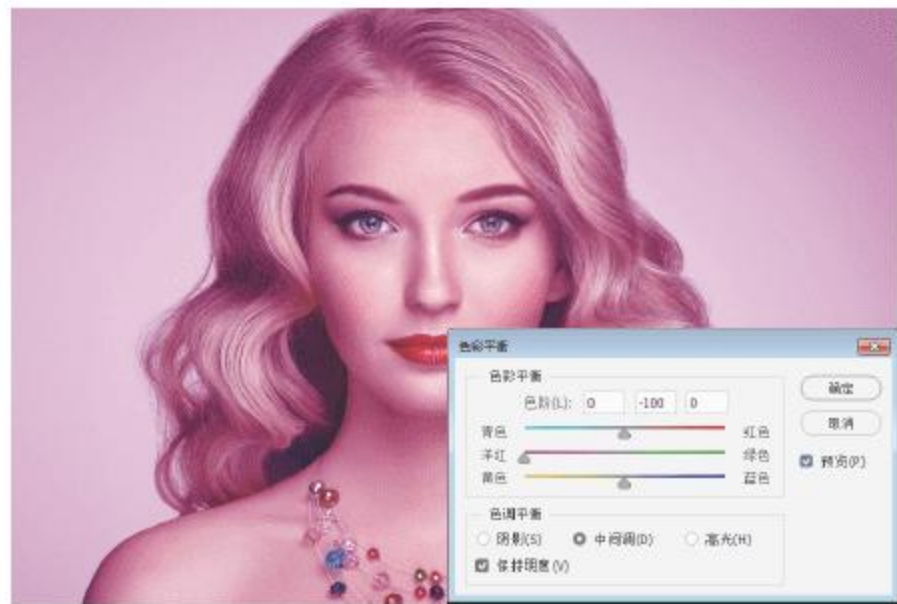 色彩平衡
色彩平衡
色阶(L): 0 -100 0
青色 红色
洋红 绿色
黄色 蓝色
色调平衡
阴影(S) 中间调(D) 高光(H)
保持明度(V)
确定
取消
预览(P)